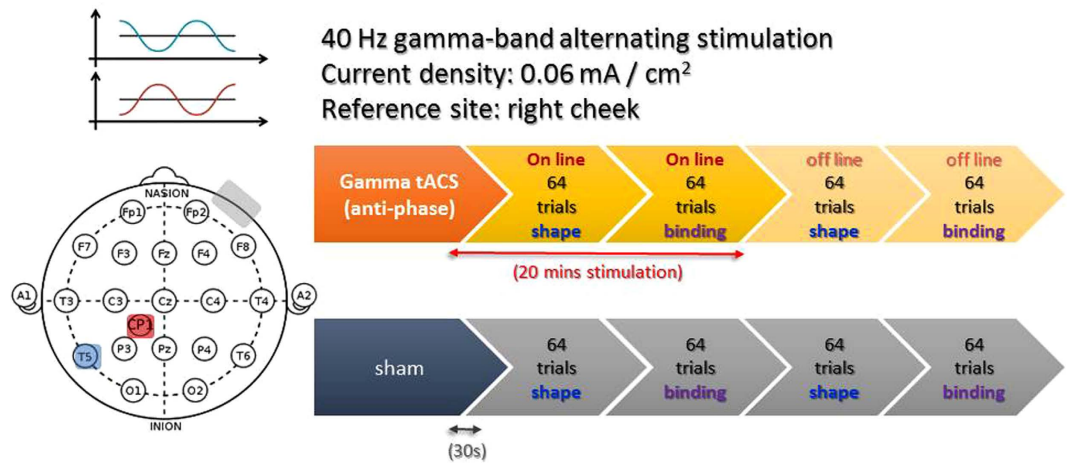 40 Hz gamma-band alternating stimulation
Current density: 0.06 mA / cm²
Reference site: right cheek
NASION
Fp1 Fp2
F7 F3 Fz F4 F8
A1 T3 C3 Cz C4 T4 A2
CP1
T5 P3 Pz P4 T6
O1 O2
INION
Gamma tACS
(anti-phase)
On line
64
trials
shape
On line
64
trials
binding
off line
64
trials
shape
off line
64
trials
binding
(20 mins stimulation)
sham
64
trials
shape
64
trials
binding
64
trials
shape
64
trials
binding
(30s)